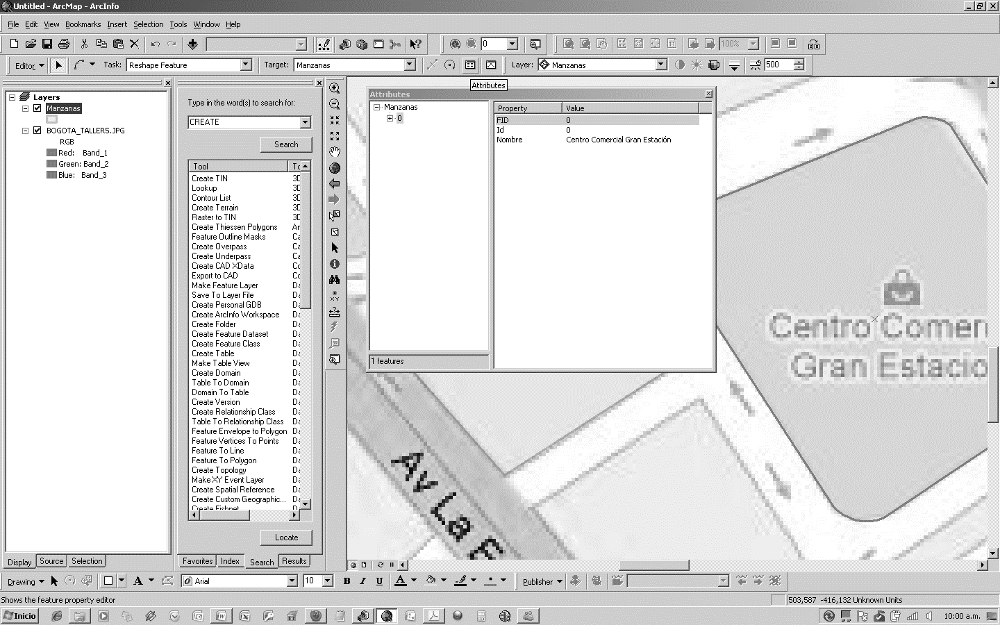 Untitled - ArcMap - ArcInfo
File Edit View Bookmarks Insert Selection Tools Window Help
0
100%
Editor Task: Reshape Feature Target: Manzanas Layer: Manzanas 500
Attributes
Layers
Manzanas
BOGOTA_TALLER5.JPG
RGB
Red: Band_1
Green: Band_2
Blue: Band_3
Display Source Selection
Type in the word(s) to search for:
CREATE
Search
Tool To
Create TIN 3D
Lookup 3D
Contour List 3D
Create Terrain 3D
Raster to TIN 3D
Create Thiessen Polygons Ar
Feature Outline Masks Ca
Create Overpass Ca
Create Underpass Ca
Create CAD XData Co
Export to CAD Co
Make Feature Layer Da
Save To Layer File Da
Create Personal GDB Da
Create ArcInfo Workspace Da
Create Folder Da
Create Feature Dataset Da
Create Feature Class Da
Create Table Da
Make Table View Da
Create Domain Da
Table To Domain Da
Domain To Table Da
Create Version Da
Create Relationship Class Da
Table To Relationship Class Da
Feature Envelope to Polygon Da
Feature Vertices To Points Da
Feature To Line Da
Feature To Polygon Da
Create Topology Da
Make XY Event Layer Da
Create Spatial Reference Da
Create Custom Geographic... Da
Create Fishnet Da
Locate
Favorites Index Search Results
XY
Attributes
Manzanas
0
1 features
Property Value
FID 0
Id 0
Nombre Centro Comercial Gran Estación
Centro Comerc
Gran Estacio
Av La E
Drawing A Arial 10 B I U A Publisher
Shows the feature property editor
503,587 -416,132 Unknown Units
Inicio
10:00 a.m.